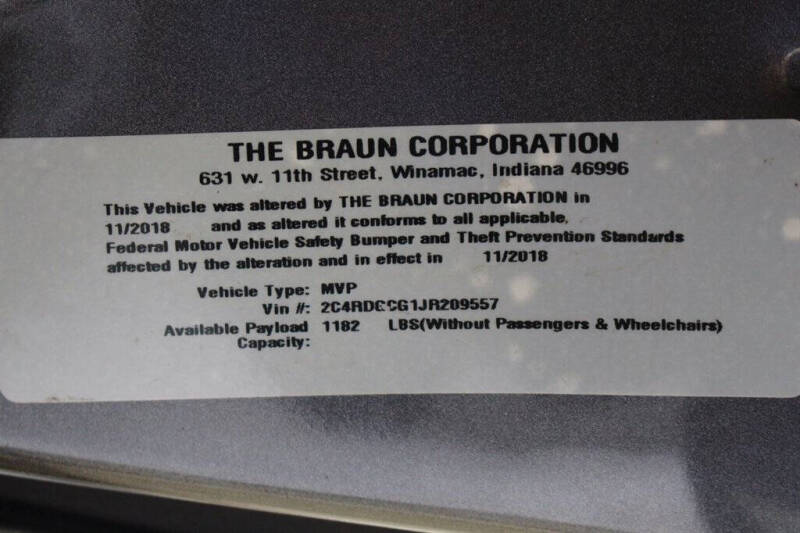 THE BRAUN CORPORATION
631 w. 11th Street, Winamac, Indiana 46996
This Vehicle was altered by THE BRAUN CORPORATION in
11/2018 and as altered it conforms to all applicable,
Federal Motor Vehicle Safety Bumper and Theft Prevention Standards
affected by the alteration and in effect in 11/2018
Vehicle Type: MVP
Vin #: 2C4RDGCG1JR209557
Available Payload 1182 LBS(Without Passengers & Wheelchairs)
Capacity: